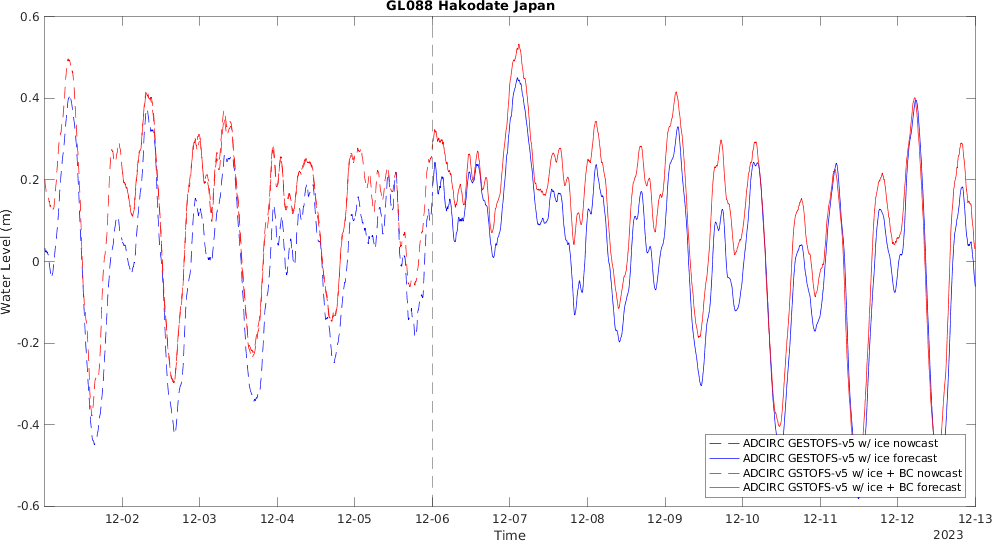 GL088 Hakodate Japan
0.6
0.4
0.2
0
-0.2
-0.4
-0.6
Water Level (m)
12-02
12-03
12-04
12-05
12-06
12-07
12-08
12-09
12-10
12-11
12-12
12-13
Time
2023
ADCIRC GESTOFS-v5 w/ ice nowcast
ADCIRC GESTOFS-v5 w/ ice forecast
ADCIRC GSTOFS-v5 w/ ice + BC nowcast
ADCIRC GSTOFS-v5 w/ ice + BC forecast